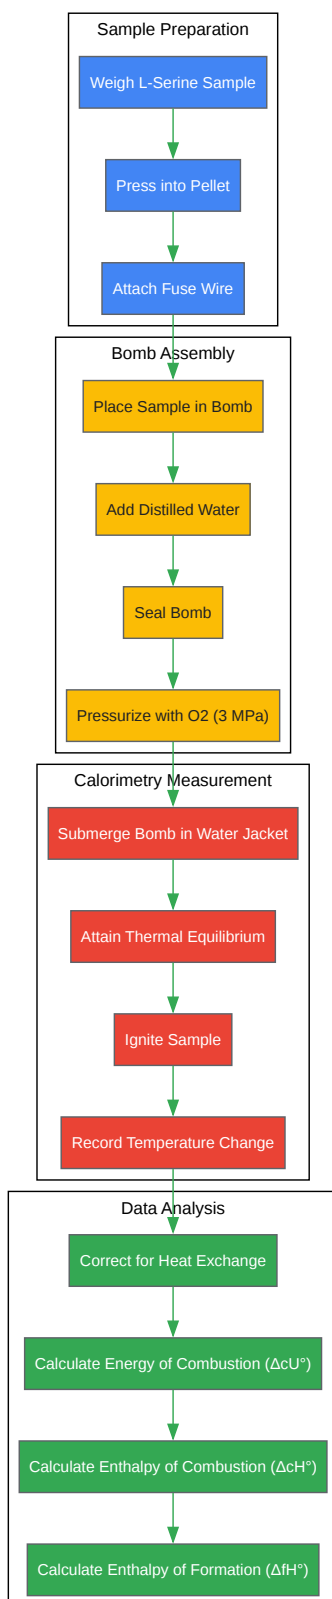 Sample Preparation
Weigh L-Serine Sample
Press into Pellet
Attach Fuse Wire
Bomb Assembly
Place Sample in Bomb
Add Distilled Water
Seal Bomb
Pressurize with O2 (3 MPa)
Calorimetry Measurement
Submerge Bomb in Water Jacket
Attain Thermal Equilibrium
Ignite Sample
Record Temperature Change
Data Analysis
Correct for Heat Exchange
Calculate Energy of Combustion (ΔcU°)
Calculate Enthalpy of Combustion (ΔcH°)
Calculate Enthalpy of Formation (ΔfH°)